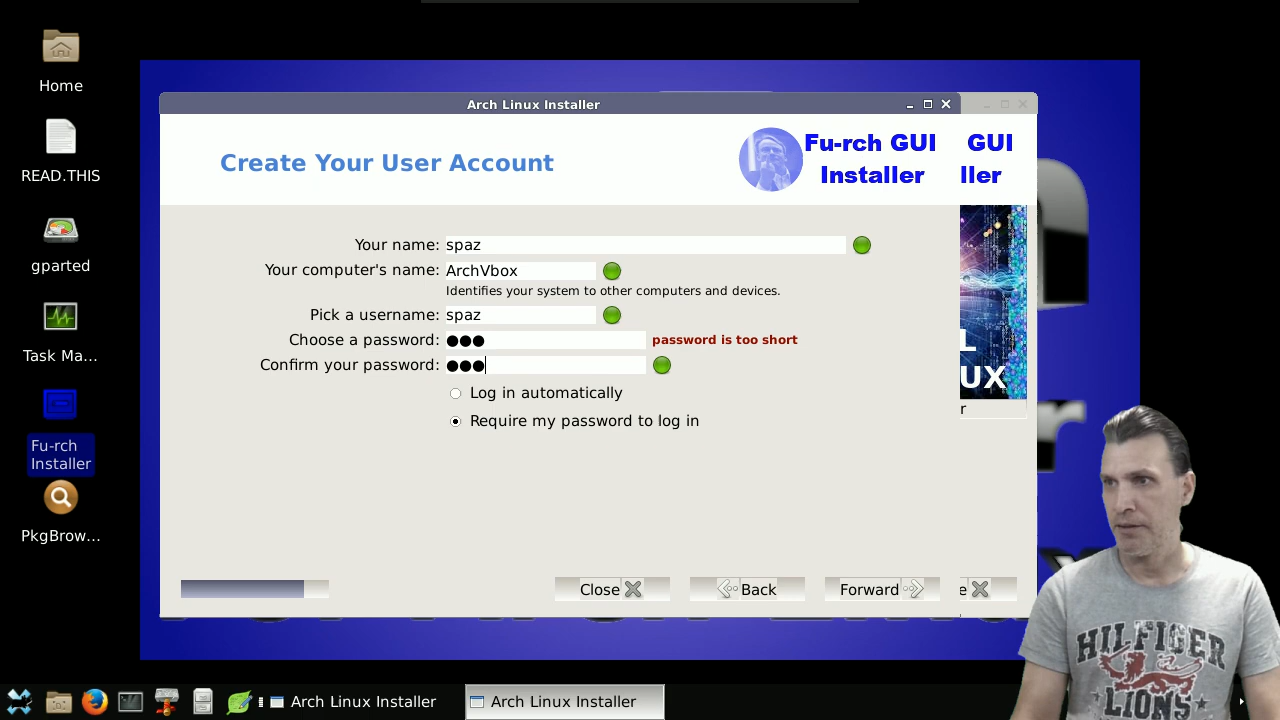 Home
READ.THIS
gparted
Task Ma...
Fu-rch
Installer
PkgBrow...
Arch Linux Installer
Create Your User Account
Fu-rch GUI
Installer
GUI
ller
Your name: spaz
Your computer's name: ArchVbox
Identifies your system to other computers and devices.
Pick a username: spaz
Choose a password: ●●● password is too short
Confirm your password: ●●●
Log in automatically
Require my password to log in
L
UX
r
Close
Back
Forward
e
HILFIGER
LIONS
Arch Linux Installer
Arch Linux Installer